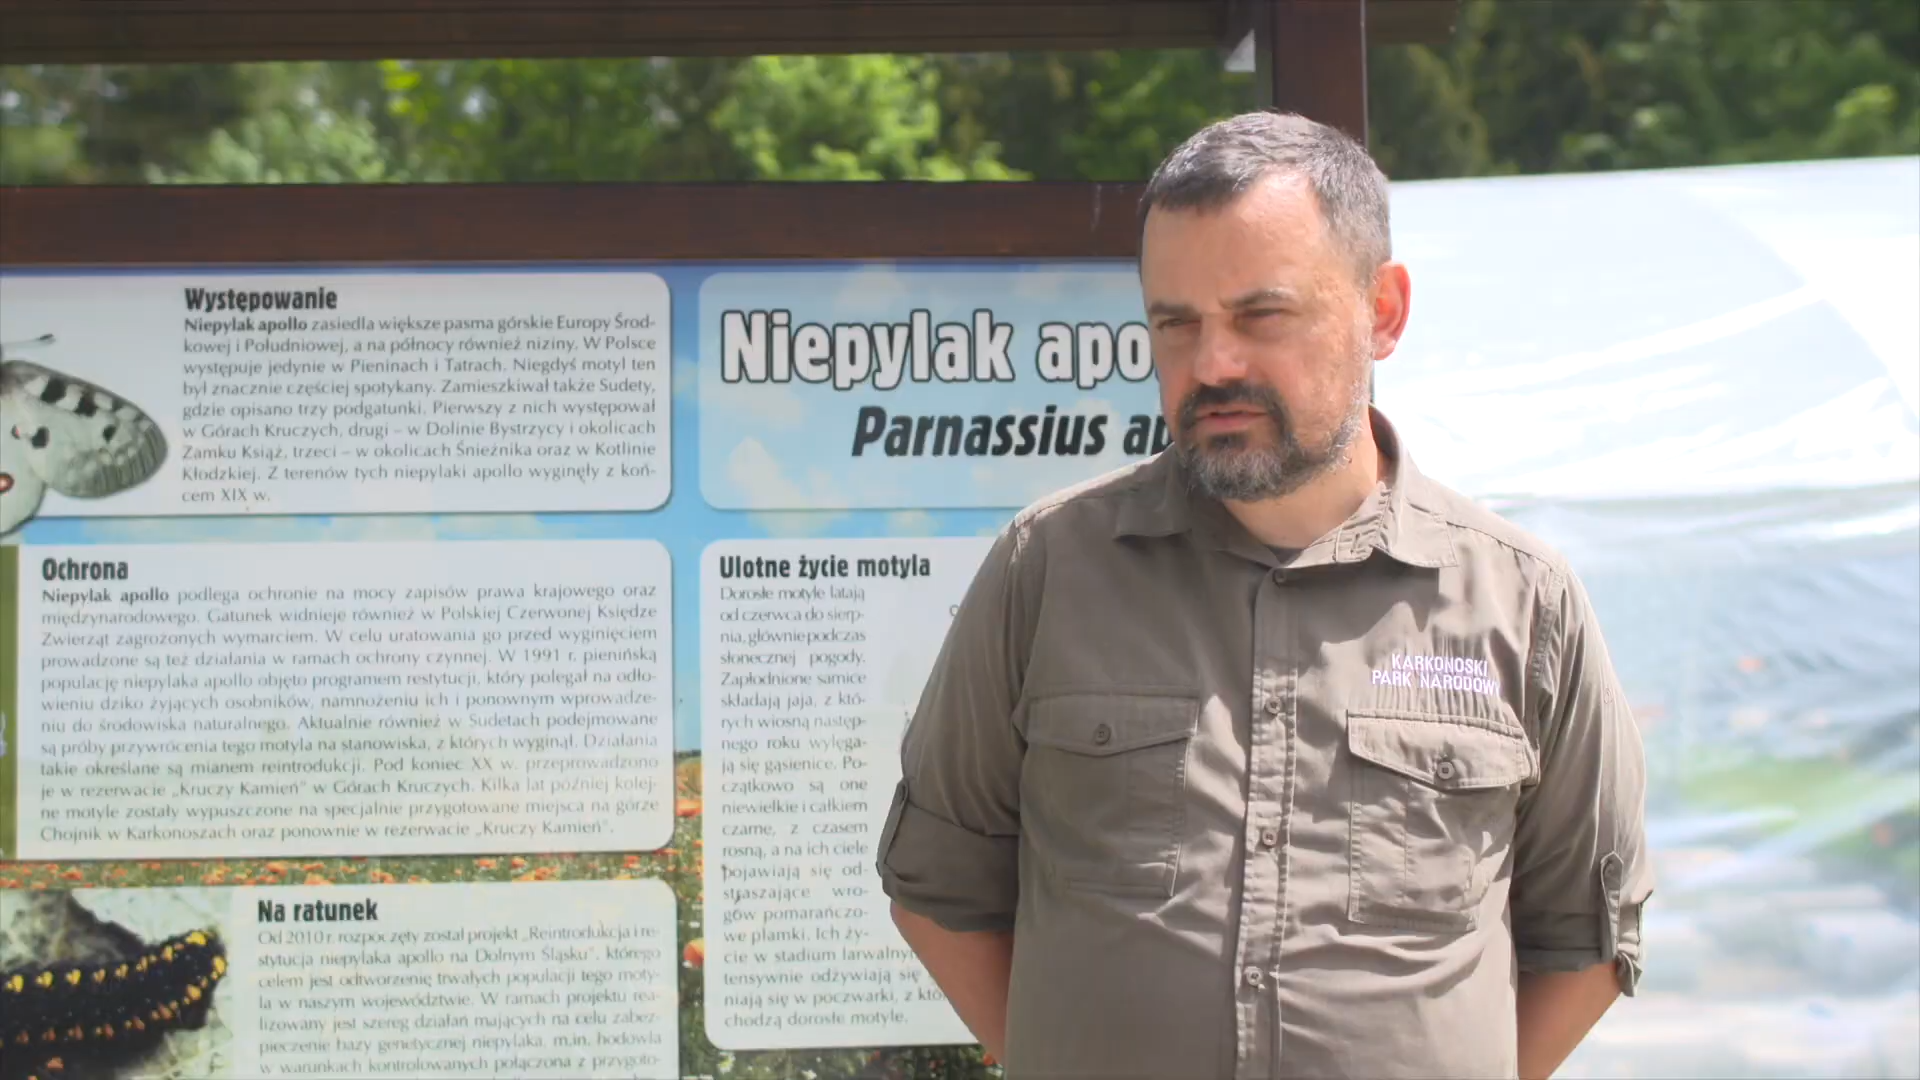 Występowanie
Niepylak apollo zasiedla większe pasma górskie Europy Środ-
kowej i Południowej, a na północy również niziny. W Polsce
występuje jedynie w Pieninach i Tatrach. Niegdyś motyl ten
był znacznie częściej spotykany. Zamieszkiwał także Sudety,
gdzie opisano trzy podgatunki. Pierwszy z nich występował
w Górach Kruczych, drugi – w Dolinie Bystrzycy i okolicach
Zamku Książ, trzeci – w okolicach Śnieżnika oraz w Kotlinie
Kłodzkiej. Z terenów tych niepylaki apollo wyginęły z koń-
cem XIX w.
Niepylak apo
Parnassius ap
Ochrona
Niepylak apollo podlega ochronie na mocy zapisów prawa krajowego oraz
międzynarodowego. Gatunek widnieje również w Polskiej Czerwonej Księdze
Zwierząt zagrożonych wymarciem. W celu uratowania go przed wyginięciem
prowadzone są też działania w ramach ochrony czynnej. W 1991 r. pienińską
populację niepylaka apollo objęto programem restytucji, który polegał na odło-
wieniu dziko żyjących osobników, namnożeniu ich i ponownym wprowadze-
niu do środowiska naturalnego. Aktualnie również w Sudetach podejmowane
są próby przywrócenia tego motyla na stanowiska, z których wyginął. Działania
takie określane są mianem reintrodukcji. Pod koniec XX w. przeprowadzono
je w rezerwacie „Kruczy Kamień" w Górach Kruczych. Kilka lat później kolej-
ne motyle zostały wypuszczone na specjalnie przygotowane miejsca na górze
Chojnik w Karkonoszach oraz ponownie w rezerwacie „Kruczy Kamień".
Ulotne życie motyla
Dorosłe motyle latają
od czerwca do sierp-
nia, głównie podczas
słonecznej pogody.
Zapłodnione samice
składają jaja, z któ-
rych wiosną następ-
nego roku wylęga-
ją się gąsienice. Po-
czątkowo są one
niewielkie i całkiem
czarne, z czasem
rosną, a na ich ciele
pojawiają się od-
straszające wro-
gów pomarańczo-
we plamki. Ich ży-
cie w stadium larwalny
tensywnie odżywiają się
niają się w poczwarki, z któ
chodzą dorosłe motyle.
Na ratunek
Od 2010 r. rozpoczęty został projekt „Reintrodukcja i re-
stytucja niepylaka apollo na Dolnym Śląsku", którego
celem jest odtworzenie trwałych populacji tego moty-
la w naszym województwie. W ramach projektu rea-
lizowany jest szereg działań mających na celu zabez-
pieczenie bazy genetycznej niepylaka, m.in. hodowla
w warunkach kontrolowanych połączona z przygoto-
KARKONOSKI
PARK NARODOWY